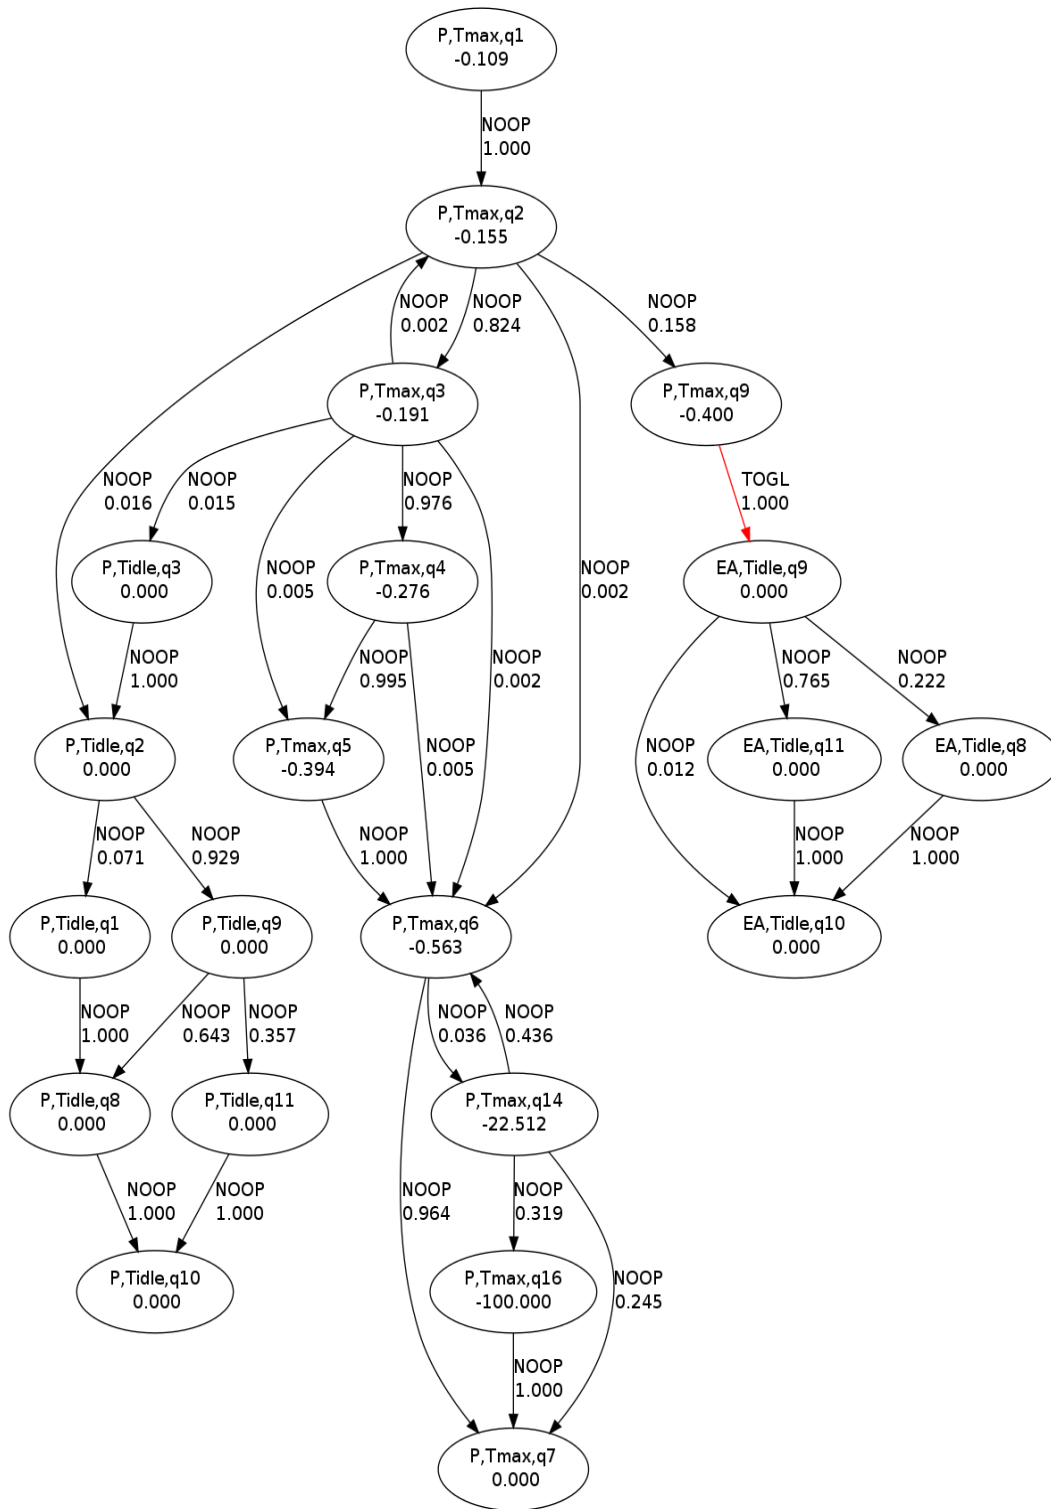 P,Tmax,q1
-0.109
NOOP
1.000
P,Tmax,q2
-0.155
NOOP
0.002
NOOP
0.824
NOOP
0.158
P,Tmax,q3
-0.191
P,Tmax,q9
-0.400
NOOP
0.016
NOOP
0.015
NOOP
0.976
TOGL
1.000
P,Tidle,q3
0.000
NOOP
0.005
P,Tmax,q4
-0.276
NOOP
0.002
EA,Tidle,q9
0.000
NOOP
1.000
NOOP
0.995
NOOP
0.002
NOOP
0.765
NOOP
0.222
P,Tidle,q2
0.000
P,Tmax,q5
-0.394
NOOP
0.005
NOOP
0.012
EA,Tidle,q11
0.000
EA,Tidle,q8
0.000
NOOP
0.071
NOOP
0.929
NOOP
1.000
NOOP
1.000
NOOP
1.000
P,Tidle,q1
0.000
P,Tidle,q9
0.000
P,Tmax,q6
-0.563
EA,Tidle,q10
0.000
NOOP
1.000
NOOP
0.643
NOOP
0.357
NOOP
0.036
NOOP
0.436
P,Tidle,q8
0.000
P,Tidle,q11
0.000
P,Tmax,q14
-22.512
NOOP
1.000
NOOP
1.000
NOOP
0.964
NOOP
0.319
P,Tidle,q10
0.000
P,Tmax,q16
-100.000
NOOP
0.245
NOOP
1.000
P,Tmax,q7
0.000